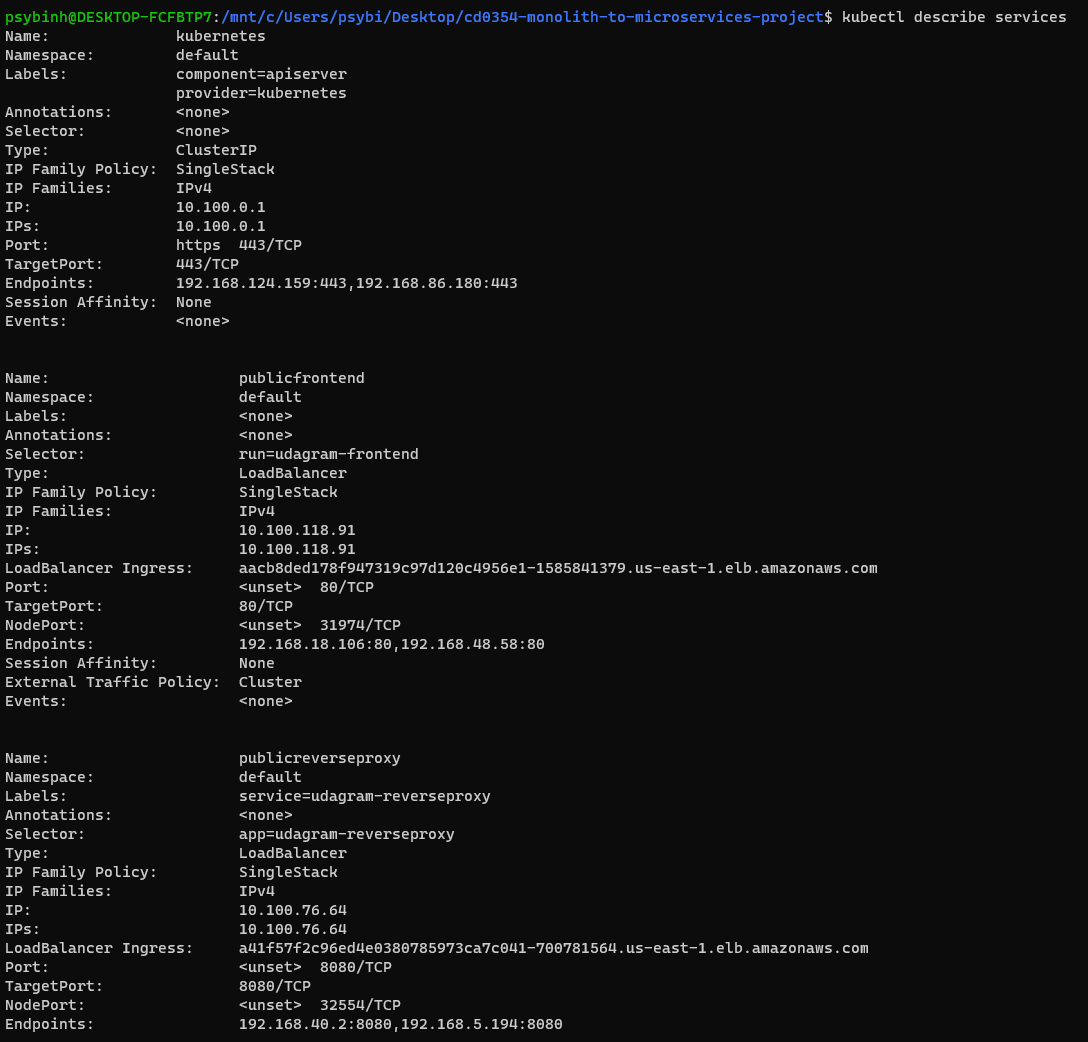 psybinh@DESKTOP-FCFBTP7:/mnt/c/Users/psybi/Desktop/cd0354-monolith-to-microservices-project$ kubectl describe services
Name:              kubernetes
Namespace:         default
Labels:            component=apiserver
                   provider=kubernetes
Annotations:       <none>
Selector:          <none>
Type:              ClusterIP
IP Family Policy:  SingleStack
IP Families:       IPv4
IP:                10.100.0.1
IPs:               10.100.0.1
Port:              https  443/TCP
TargetPort:        443/TCP
Endpoints:         192.168.124.159:443,192.168.86.180:443
Session Affinity:  None
Events:            <none>

Name:                     publicfrontend
Namespace:                default
Labels:                   <none>
Annotations:              <none>
Selector:                 run=udagram-frontend
Type:                     LoadBalancer
IP Family Policy:         SingleStack
IP Families:              IPv4
IP:                       10.100.118.91
IPs:                      10.100.118.91
LoadBalancer Ingress:     aacb8ded178f947319c97d120c4956e1-1585841379.us-east-1.elb.amazonaws.com
Port:                     <unset>  80/TCP
TargetPort:               80/TCP
NodePort:                 <unset>  31974/TCP
Endpoints:                192.168.18.106:80,192.168.48.58:80
Session Affinity:         None
External Traffic Policy:  Cluster
Events:                   <none>

Name:                     publicreverseproxy
Namespace:                default
Labels:                   service=udagram-reverseproxy
Annotations:              <none>
Selector:                 app=udagram-reverseproxy
Type:                     LoadBalancer
IP Family Policy:         SingleStack
IP Families:              IPv4
IP:                       10.100.76.64
IPs:                      10.100.76.64
LoadBalancer Ingress:     a41f57f2c96ed4e0380785973ca7c041-700781564.us-east-1.elb.amazonaws.com
Port:                     <unset>  8080/TCP
TargetPort:               8080/TCP
NodePort:                 <unset>  32554/TCP
Endpoints:                192.168.40.2:8080,192.168.5.194:8080